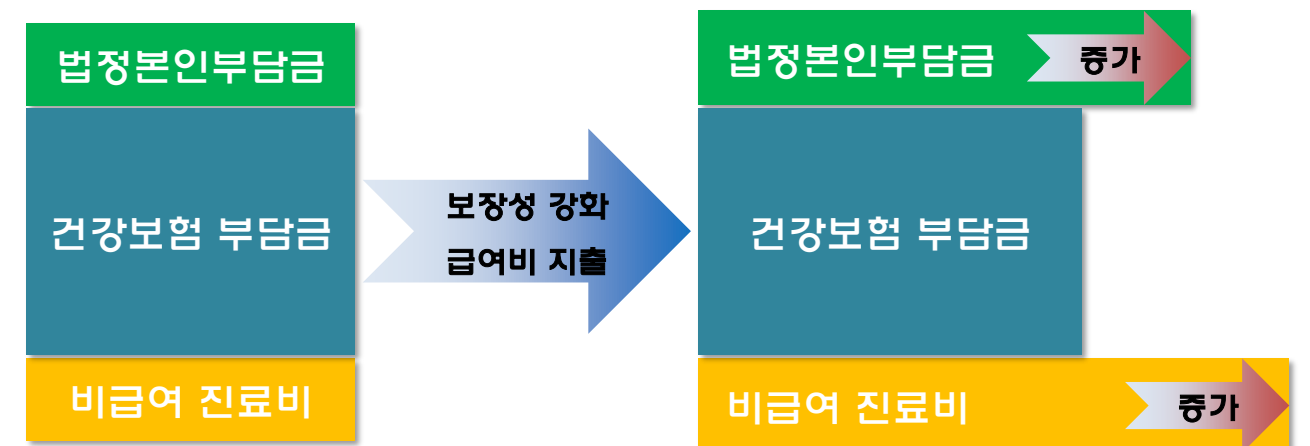 법정본인부담금
건강보험 부담금
비급여 진료비
보장성 강화
급여비 지출
법정본인부담금 증가
건강보험 부담금
비급여 진료비 증가